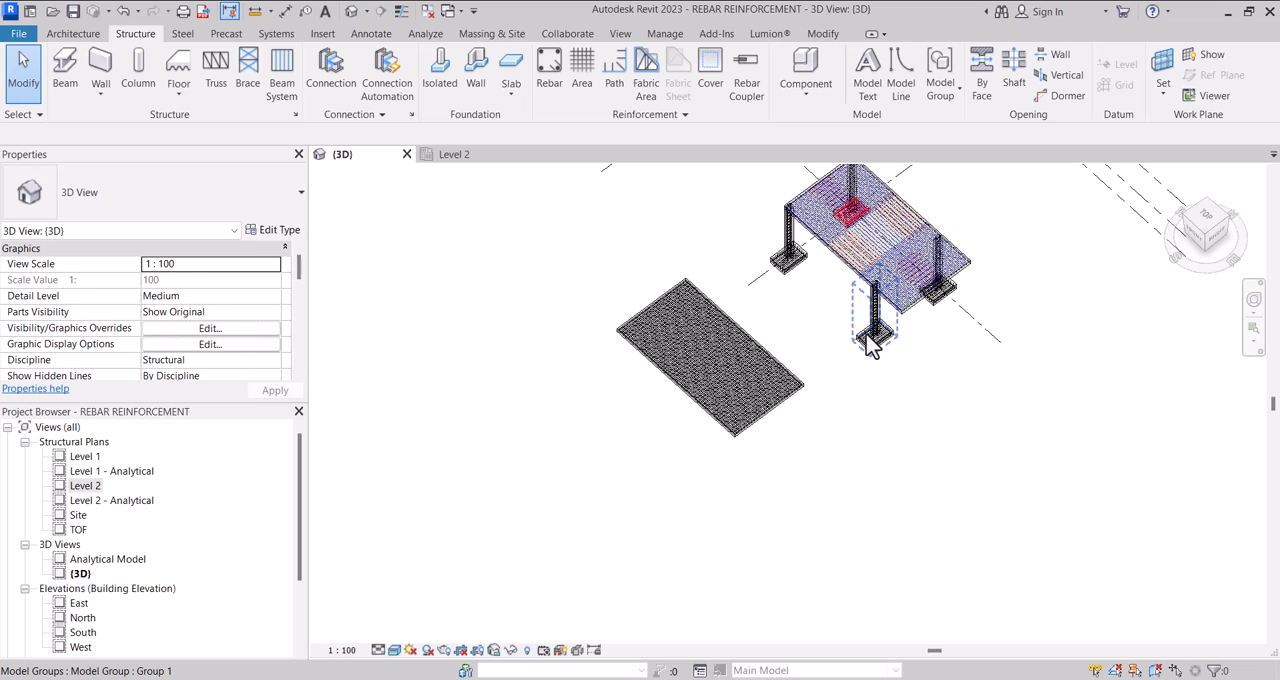 Autodesk Revit 2023 - REBAR REINFORCEMENT - 3D View: {3D}
Sign In
File Architecture Structure Steel Precast Systems Insert Annotate Analyze Massing & Site Collaborate View Manage Add-Ins Lumion® Modify
Modify Beam Wall Column Floor Truss Brace Beam System Connection Connection Automation Isolated Wall Slab Rebar Area Path Fabric Area Fabric Sheet Cover Rebar Coupler Component Model Text Model Line Model Group By Face Shaft Wall Vertical Dormer Level Grid Set Show Ref Plane Viewer
Select Structure Connection Foundation Reinforcement Model Opening Datum Work Plane
Properties
{3D}
Level 2
3D View
3D View: {3D} Edit Type
Graphics
View Scale 1 : 100
Scale Value 1: 100
Detail Level Medium
Parts Visibility Show Original
Visibility/Graphics Overrides Edit...
Graphic Display Options Edit...
Discipline Structural
Show Hidden Lines By Discipline
Properties help Apply
Project Browser - REBAR REINFORCEMENT
Views (all)
Structural Plans
Level 1
Level 1 - Analytical
Level 2
Level 2 - Analytical
Site
TOF
3D Views
Analytical Model
{3D}
Elevations (Building Elevation)
East
North
South
West
TOP
1 : 100
Model Groups : Model Group : Group 1
:0
Main Model
:0